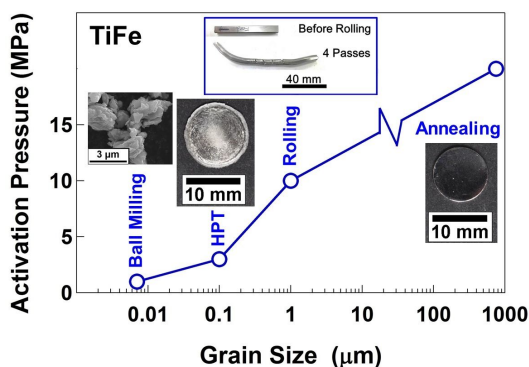 TiFe
Before Rolling
4 Passes
40 mm
Activation Pressure (MPa)
15
10
5
0
3 μm
10 mm
Ball Milling
HPT
Rolling
Annealing
10 mm
0.01
0.1
1
10
100
1000
Grain Size (μm)